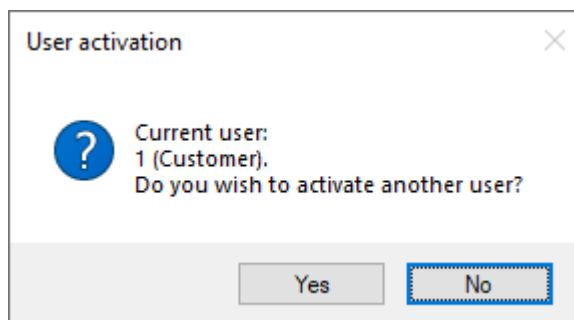 User activation
Current user:
1 (Customer).
Do you wish to activate another user?
Yes
No